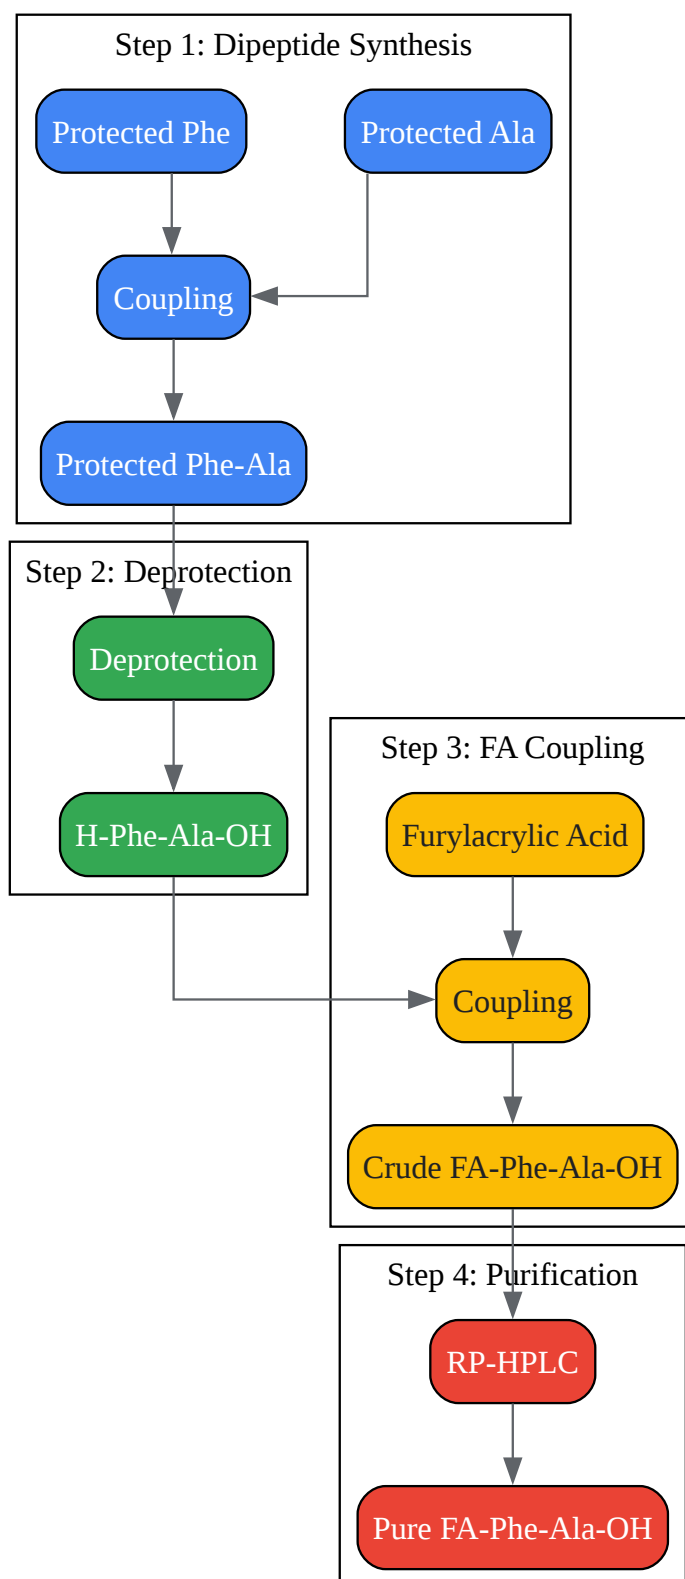 Step 1: Dipeptide Synthesis
Protected Phe
Protected Ala
Coupling
Protected Phe-Ala
Step 2: Deprotection
Deprotection
H-Phe-Ala-OH
Step 3: FA Coupling
Furylacrylic Acid
Coupling
Crude FA-Phe-Ala-OH
Step 4: Purification
RP-HPLC
Pure FA-Phe-Ala-OH